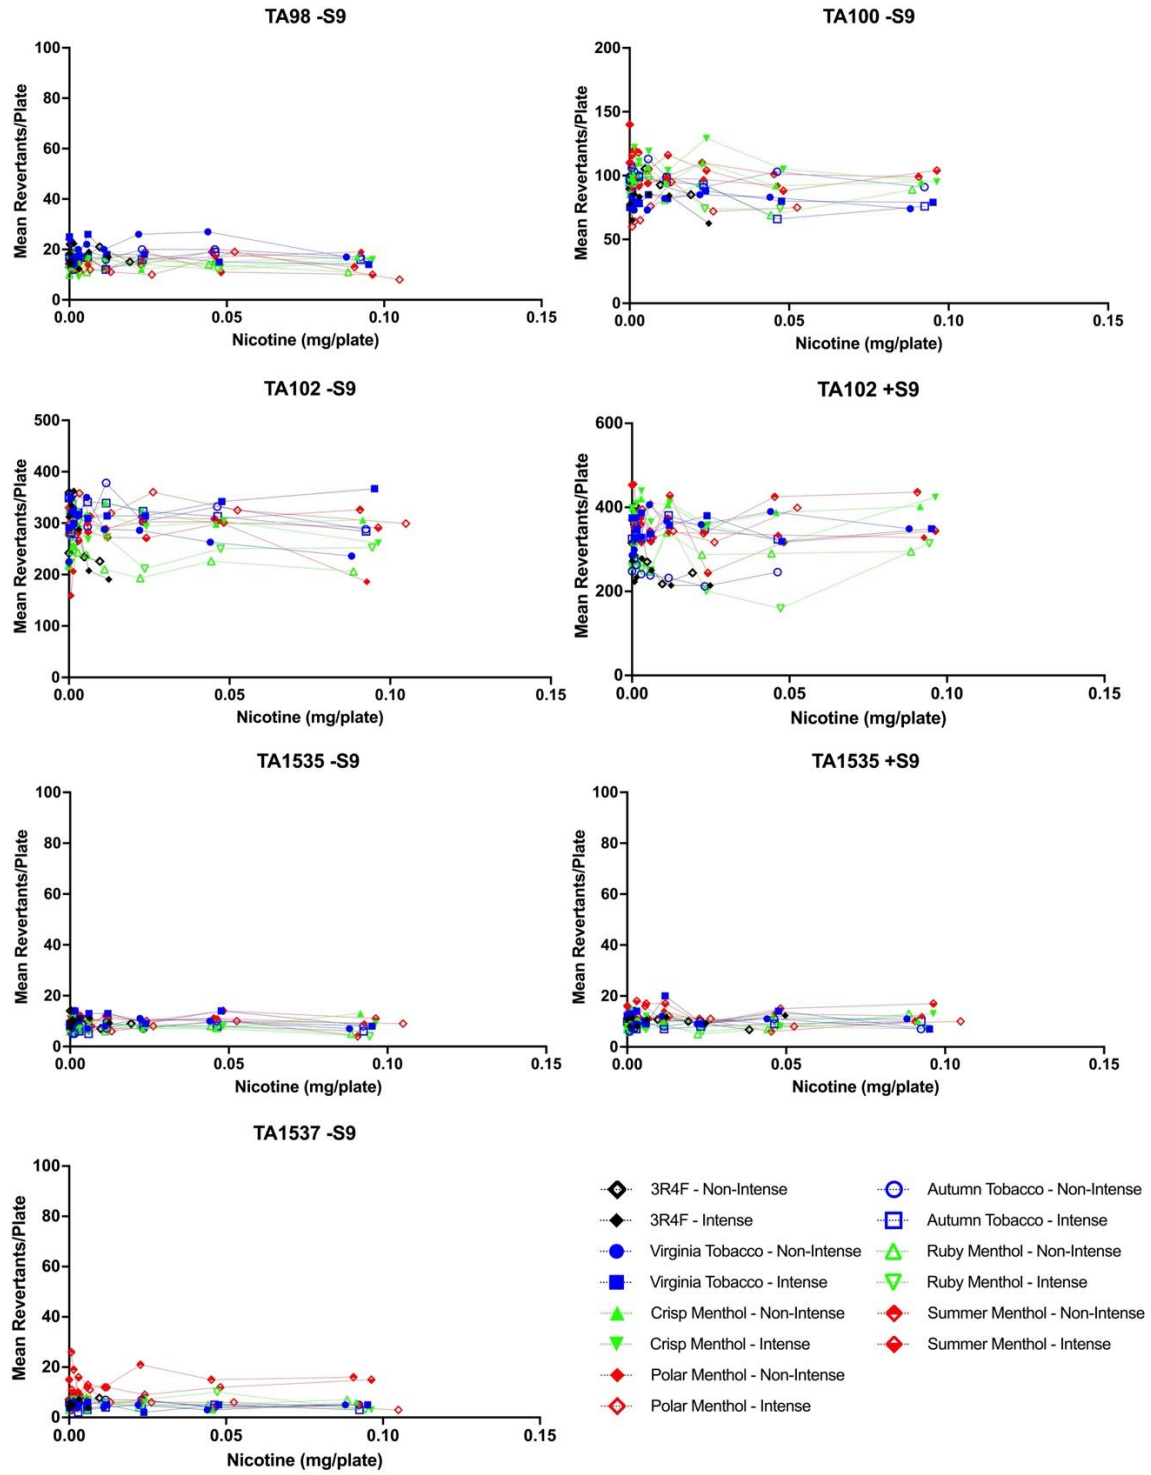 TA98 -S9
Mean Revertants/Plate
100
80
60
40
20
0
0.00 0.05 0.10 0.15
Nicotine (mg/plate)
TA100 -S9
Mean Revertants/Plate
200
150
100
50
0
0.00 0.05 0.10 0.15
Nicotine (mg/plate)
TA102 -S9
Mean Revertants/Plate
500
400
300
200
100
0
0.00 0.05 0.10 0.15
Nicotine (mg/plate)
TA102 +S9
Mean Revertants/Plate
600
400
200
0
0.00 0.05 0.10 0.15
Nicotine (mg/plate)
TA1535 -S9
Mean Revertants/Plate
100
80
60
40
20
0
0.00 0.05 0.10 0.15
Nicotine (mg/plate)
TA1535 +S9
Mean Revertants/Plate
100
80
60
40
20
0
0.00 0.05 0.10 0.15
Nicotine (mg/plate)
TA1537 -S9
Mean Revertants/Plate
100
80
60
40
20
0
0.00 0.05 0.10 0.15
Nicotine (mg/plate)
3R4F - Non-Intense
3R4F - Intense
Virginia Tobacco - Non-Intense
Virginia Tobacco - Intense
Crisp Menthol - Non-Intense
Crisp Menthol - Intense
Polar Menthol - Non-Intense
Polar Menthol - Intense
Autumn Tobacco - Non-Intense
Autumn Tobacco - Intense
Ruby Menthol - Non-Intense
Ruby Menthol - Intense
Summer Menthol - Non-Intense
Summer Menthol - Intense